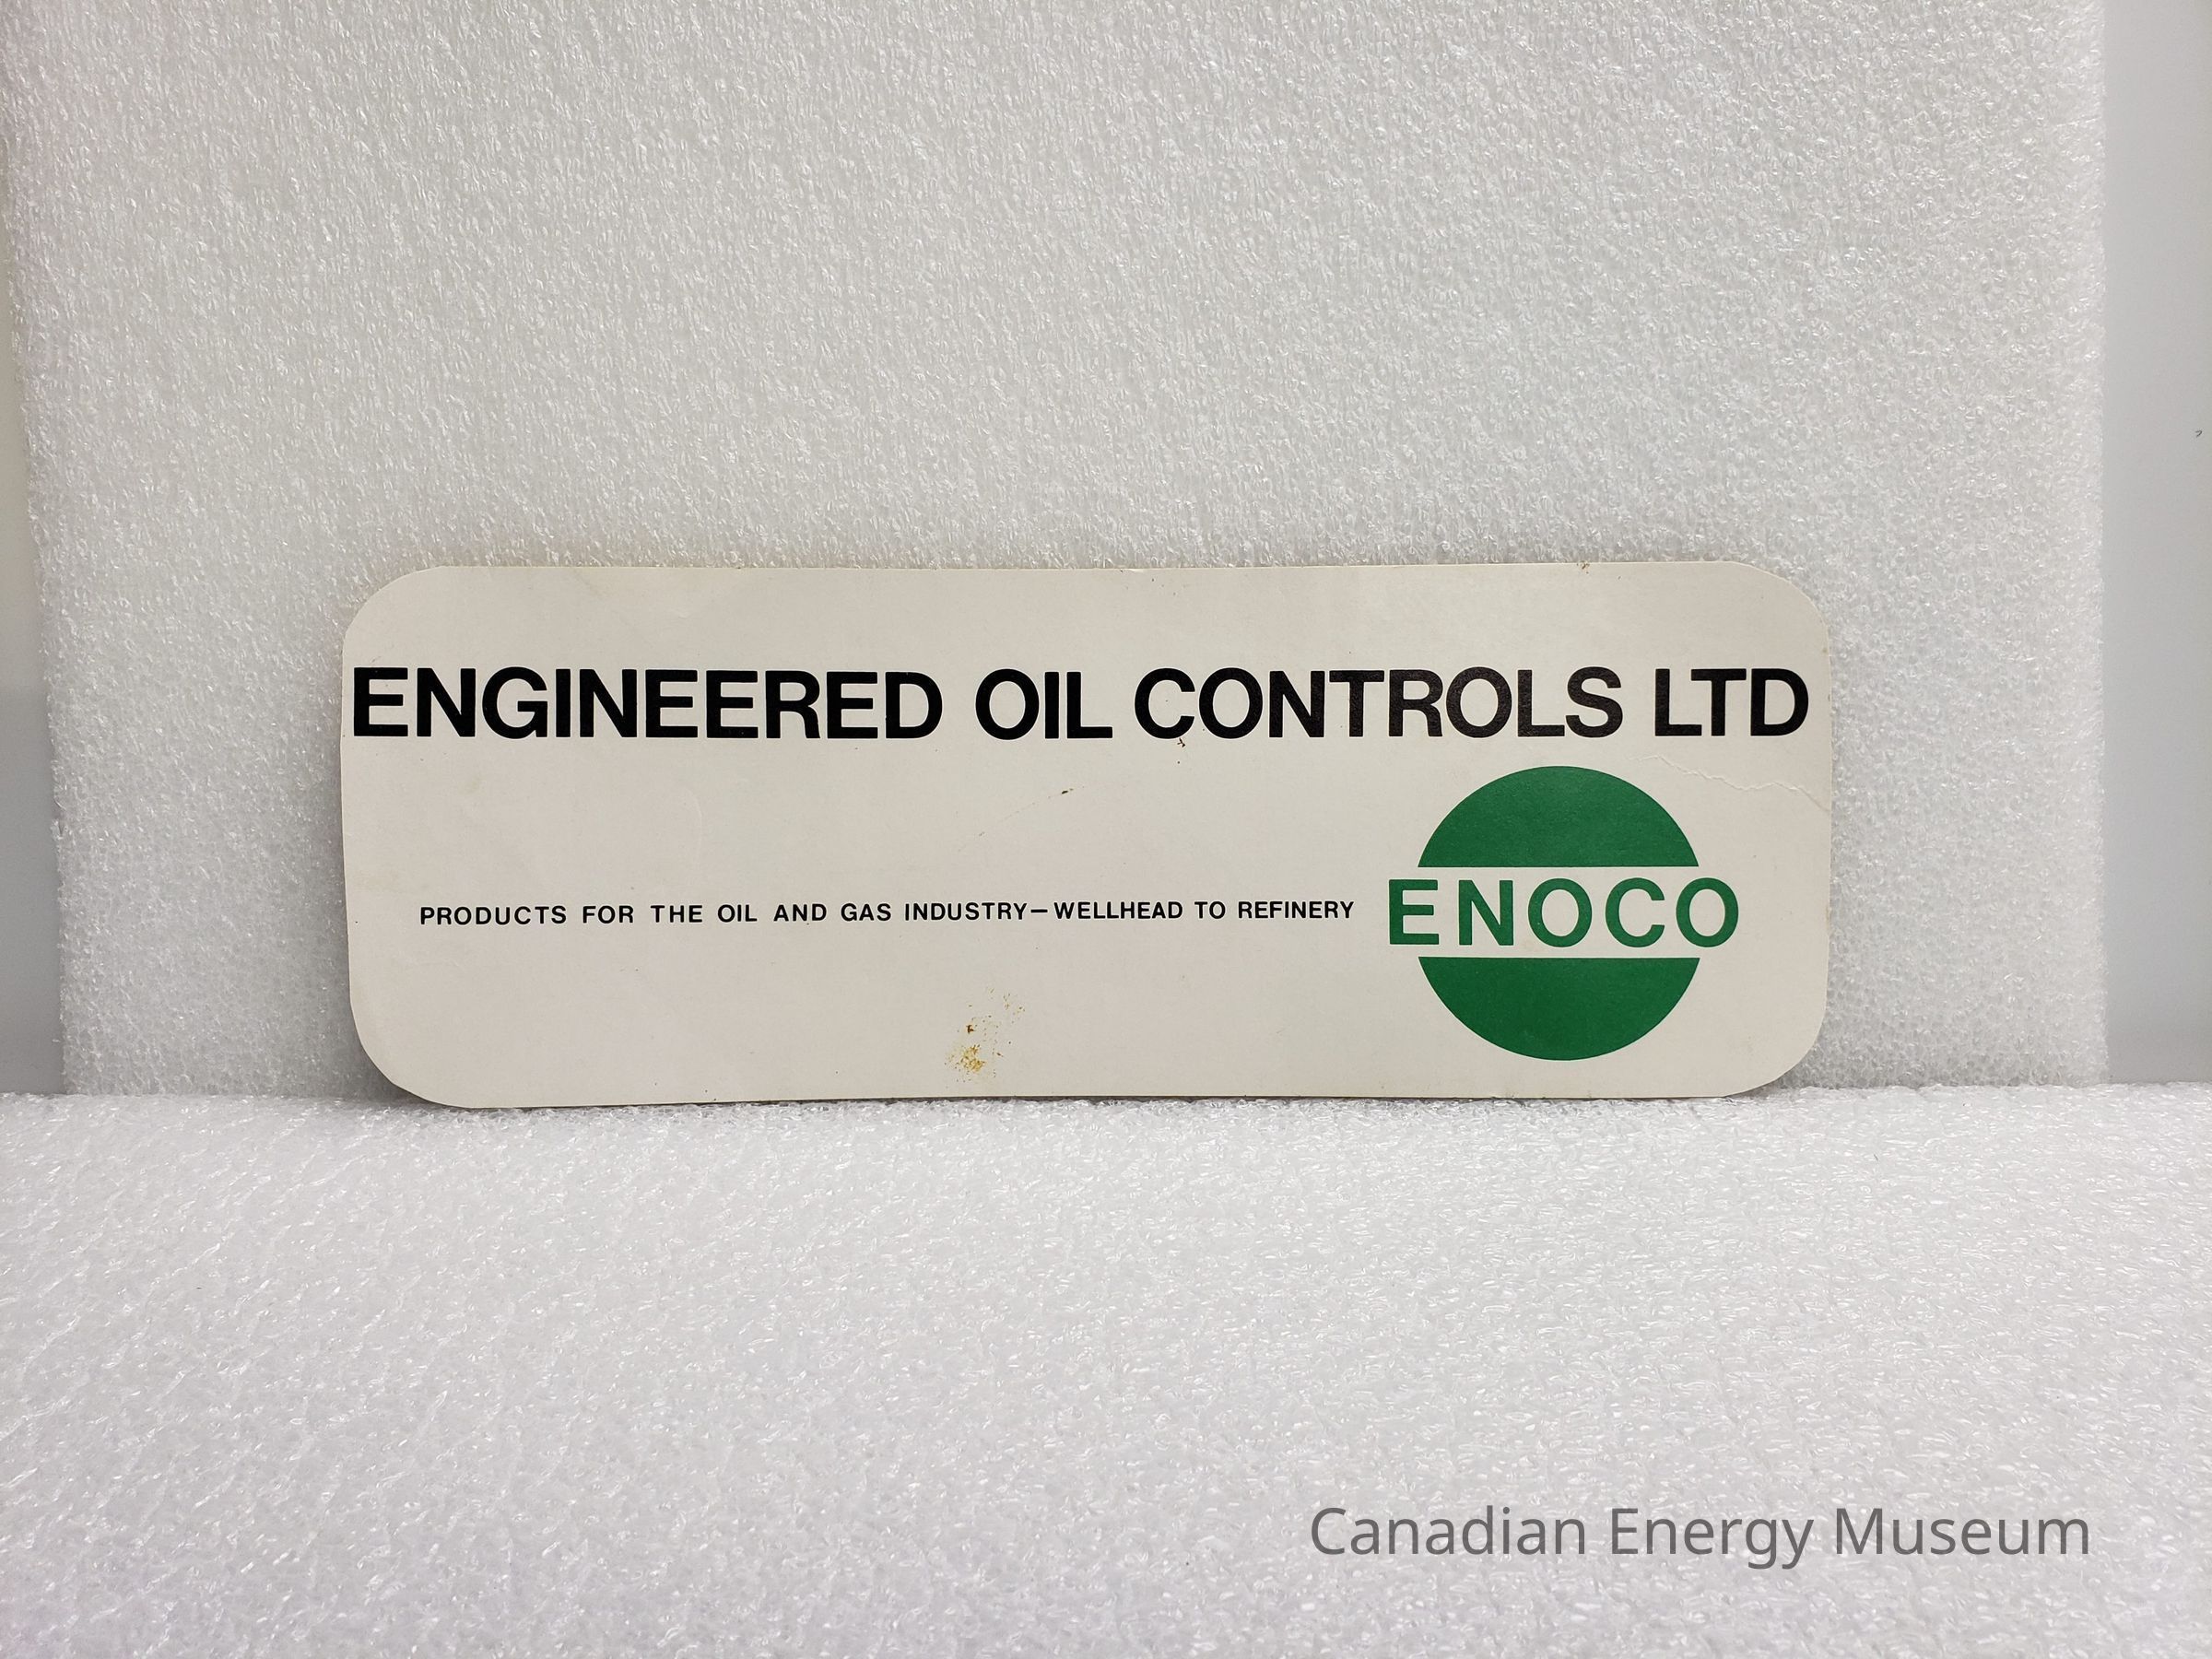 ENGINEERED OIL CONTROLS LTD
PRODUCTS FOR THE OIL AND GAS INDUSTRY—WELLHEAD TO REFINERY
ENOCO
Canadian Energy Museum